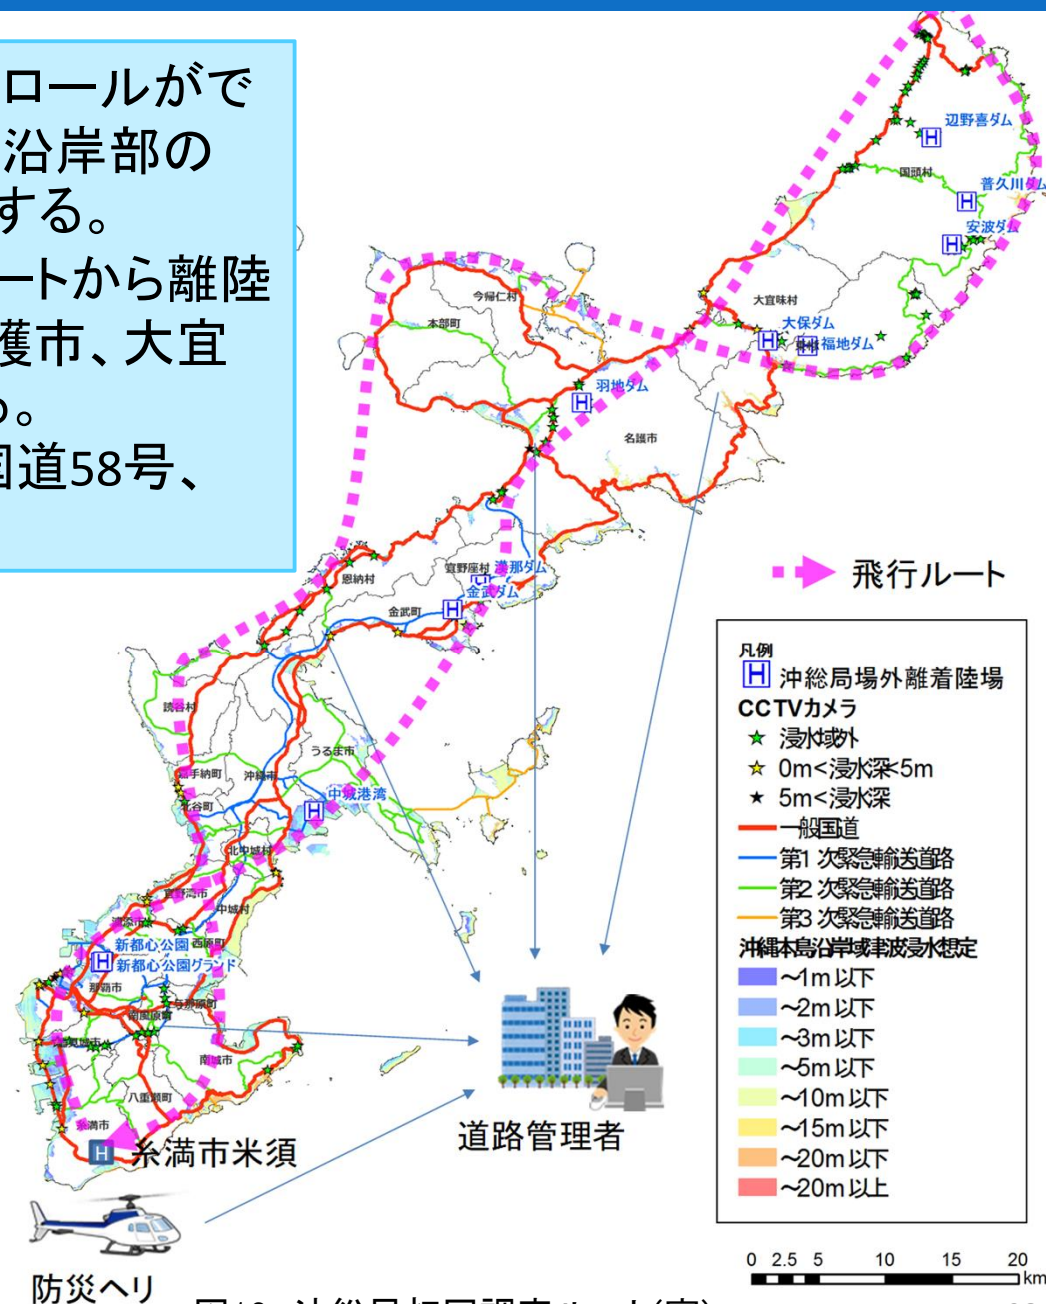 ロールがで
沿岸部の
する。
ートから離陸
護市、大宜
る。
国道58号、
辺野喜ダム
国頭村
普久川ダム
安波ダム
大宜味村
大保ダム
福地ダム
今帰仁村
本部町
羽地ダム
名護市
飛行ルート
宜野座村
漢那ダム
恩納村
金武ダム
金武町
読谷村
うるま市
嘉手納町
沖縄市
北谷町
中城港湾
北中城村
宜野湾市
中城村
浦添市
新都心公園
西原町
新都心公園グランド
那覇市
与那原町
南風原町
豊見城市
南城市
八重瀬町
糸満市
糸満市米須
防災ヘリ
道路管理者
凡例
H 沖総局場外離着陸場
CCTVカメラ
浸水域外
0m<浸水深<5m
5m<浸水深
一般国道
第1次緊急輸送道路
第2次緊急輸送道路
第3次緊急輸送道路
沖縄本島沿岸域津波浸水想定
～1m以下
～2m以下
～3m以下
～5m以下
～10m以下
～15m以下
～20m以下
～20m以上
0 2.5 5 10 15 20
km